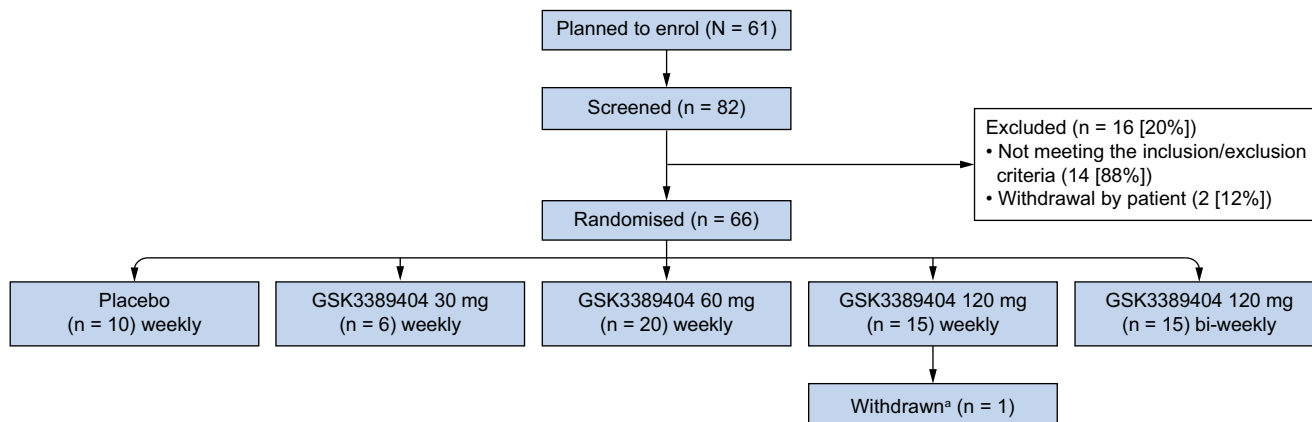 Planned to enrol (N = 61)
Screened (n = 82)
Excluded (n = 16 [20%])
• Not meeting the inclusion/exclusion
criteria (14 [88%])
• Withdrawal by patient (2 [12%])
Randomised (n = 66)
Placebo
(n = 10) weekly
GSK3389404 30 mg
(n = 6) weekly
GSK3389404 60 mg
(n = 20) weekly
GSK3389404 120 mg
(n = 15) weekly
GSK3389404 120 mg
(n = 15) bi-weekly
Withdrawnᵃ (n = 1)